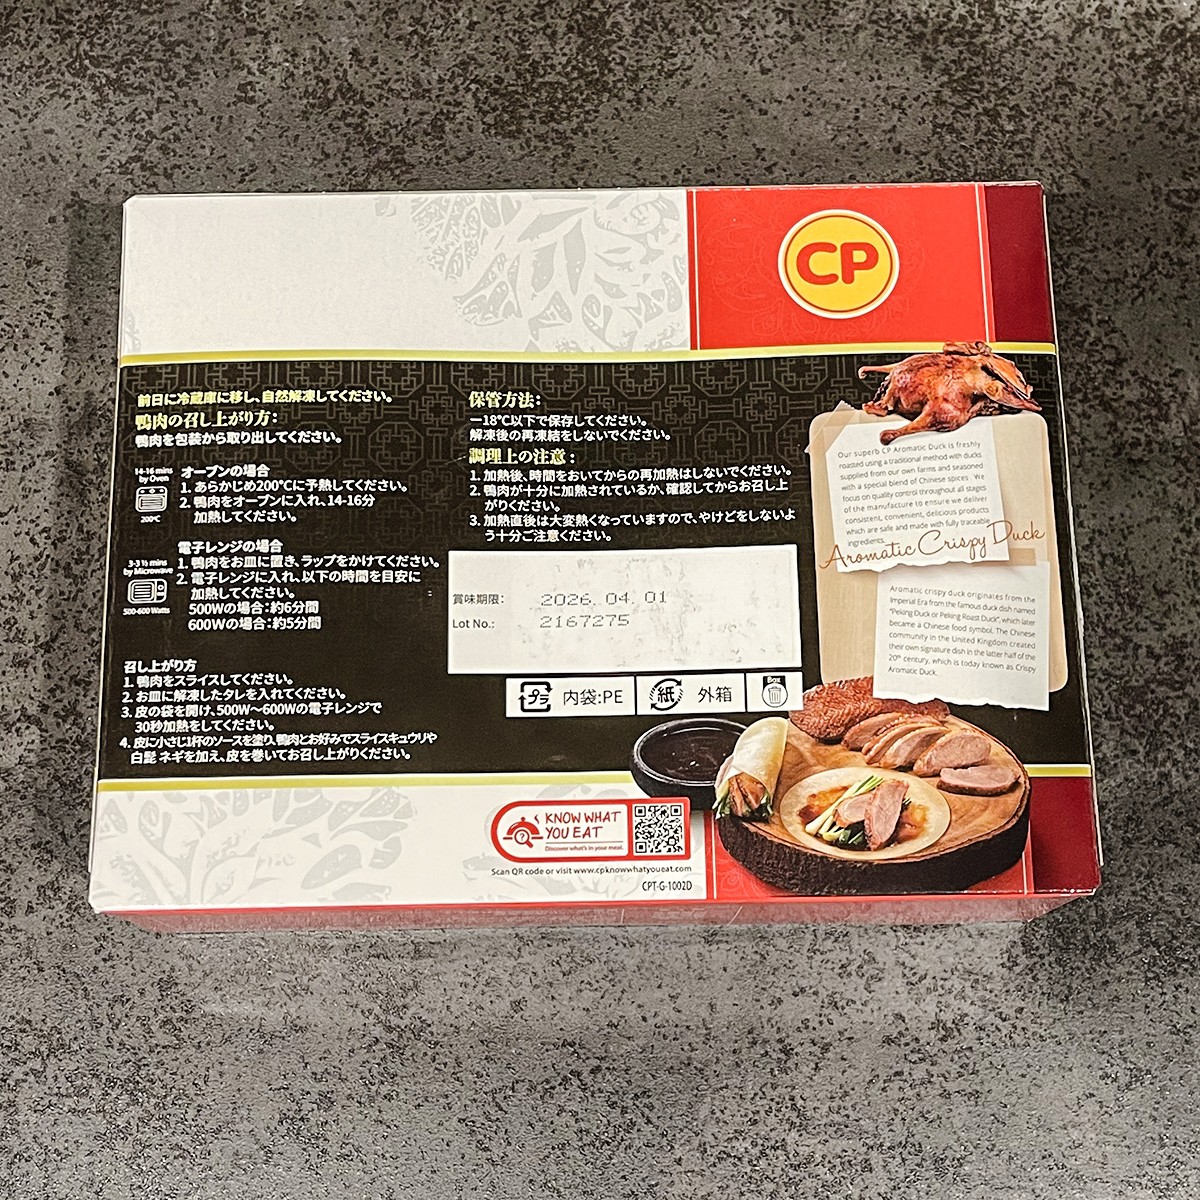 CP
前日に冷蔵庫に移し、自然解凍してください。
鴨肉の召し上がり方：
鴨肉を包装から取り出してください。
14-16 mins
by Oven
200°C
オーブンの場合
1. あらかじめ200℃に予熱してください。
2. 鴨肉をオーブンに入れ、14-16分
加熱してください。
3-3 ½ mins
by Microwave
500-600 Watts
電子レンジの場合
1. 鴨肉をお皿に置き、ラップをかけてください。
2. 電子レンジに入れ、以下の時間を目安に
加熱してください。
500Wの場合：約6分間
600Wの場合：約5分間
召し上がり方
1. 鴨肉をスライスしてください。
2. お皿に解凍したタレを入れてください。
3. 皮の袋を開け、500W～600Wの電子レンジで
30秒加熱をしてください。
4. 皮に小さじ1杯のソースを塗り、鴨肉とお好みでスライスキュウリや
白髭 ネギを加え、皮を巻いてお召し上がりください。
保管方法：
－18℃以下で保存してください。
解凍後の再凍結をしないでください。
調理上の注意：
1. 加熱後、時間をおいてからの再加熱はしないでください。
2. 鴨肉が十分に加熱されているか、確認してからお召し上
がりください。
3. 加熱直後は大変熱くなっていますので、やけどをしないよ
う十分ご注意ください。
賞味期限：
2026. 04. 01
Lot No.:
2167275
プラ
内袋:PE
紙
外箱
Box
Our superb CP Aromatic Duck is freshly
roasted using a traditional method with ducks
supplied from our own farms and seasoned
with a special blend of Chinese spices . We
focus on quality control throughout all stages
of the manufacture to ensure we deliver
consistent, convenient, delicious products
which are safe and made with fully traceable
ingredients.
Aromatic Crispy Duck
Aromatic crispy duck originates from the
Imperial Era from the famous duck dish named
"Peking Duck or Peking Roast Duck", which later
became a Chinese food symbol. The Chinese
community in the United Kingdom created
their own signature dish in the latter half of the
20th century, which is today known as Crispy
Aromatic Duck.
KNOW WHAT
YOU EAT
Discover what's in your meal.
Scan QR code or visit www.cpknowwhatyoueat.com
CPT-G-1002D